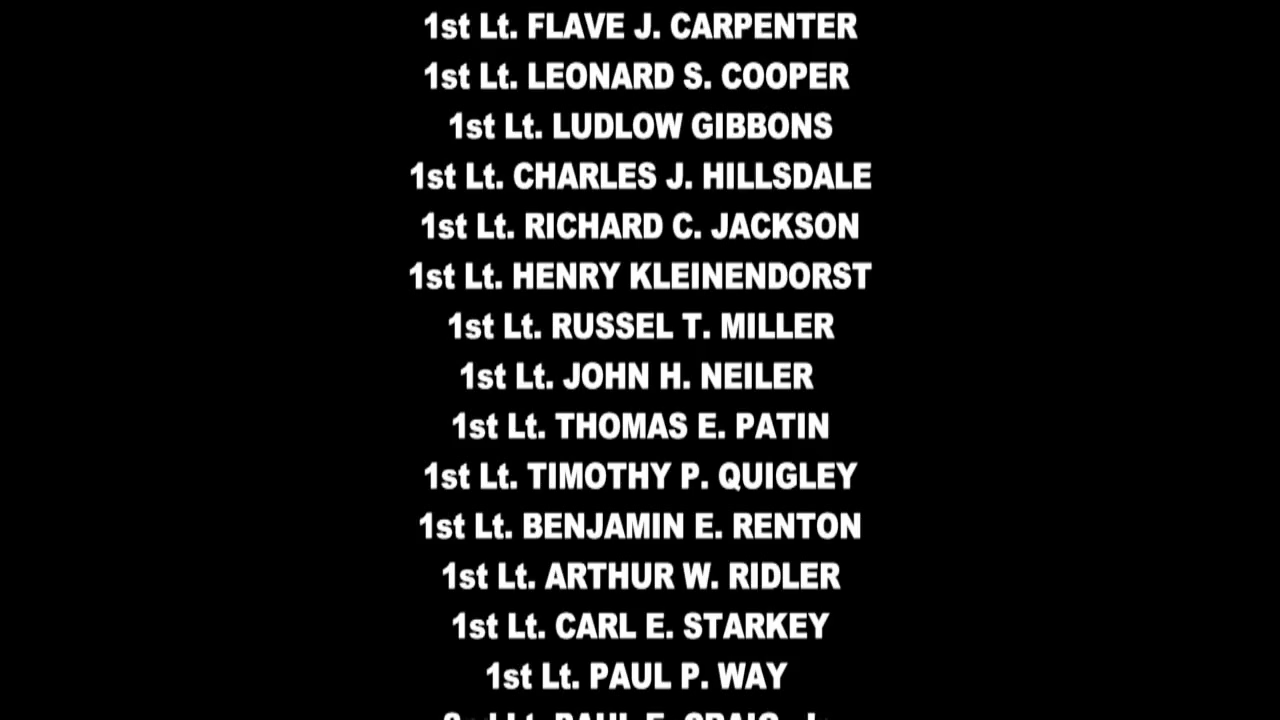 1st Lt. FLAVE J. CARPENTER
1st Lt. LEONARD S. COOPER
1st Lt. LUDLOW GIBBONS
1st Lt. CHARLES J. HILLSDALE
1st Lt. RICHARD C. JACKSON
1st Lt. HENRY KLEINENDORST
1st Lt. RUSSEL T. MILLER
1st Lt. JOHN H. NEILER
1st Lt. THOMAS E. PATIN
1st Lt. TIMOTHY P. QUIGLEY
1st Lt. BENJAMIN E. RENTON
1st Lt. ARTHUR W. RIDLER
1st Lt. CARL E. STARKEY
1st Lt. PAUL P. WAY